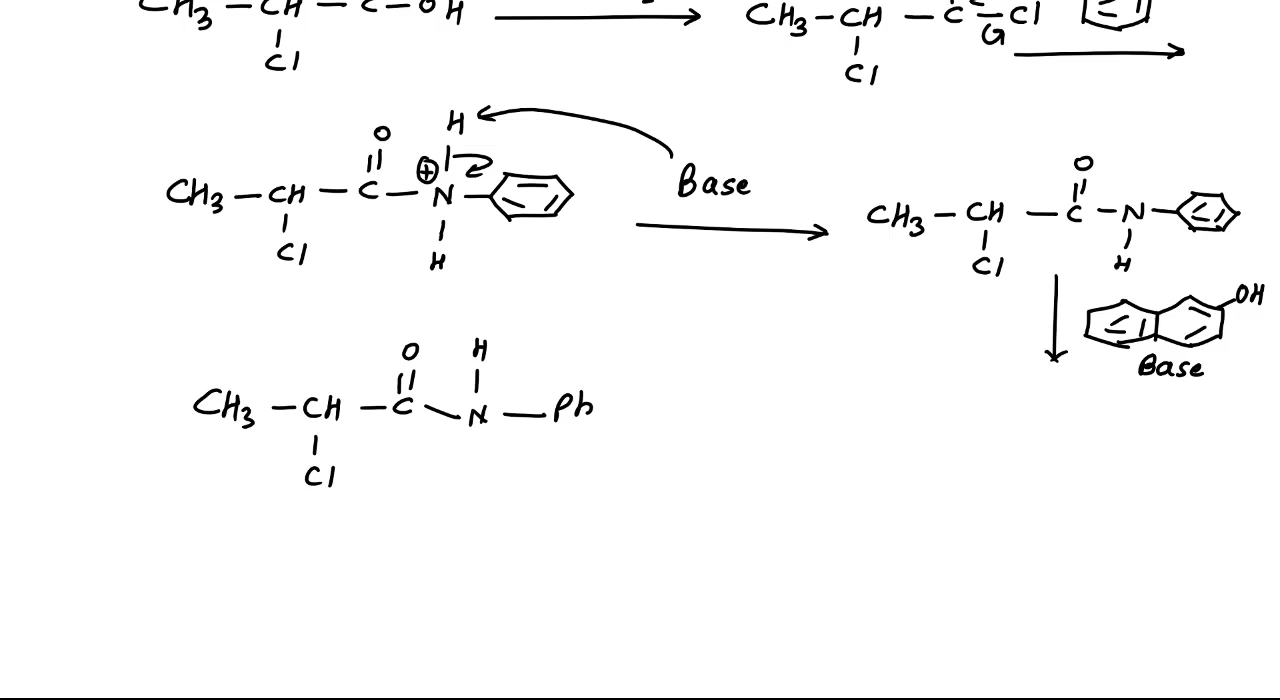 CH3 – CH – C – OH → CH3 – CH – C – Cl
Cl Cl
O H
CH3 – CH – C – N⊕ – Base
Cl H
O
CH3 – CH – C – N –
Cl H
OH
Base
O H
CH3 – CH – C – N – Ph
Cl